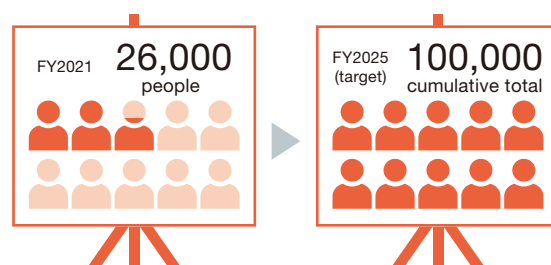 FY2021 26,000
people
FY2025
(target)
100,000
cumulative total